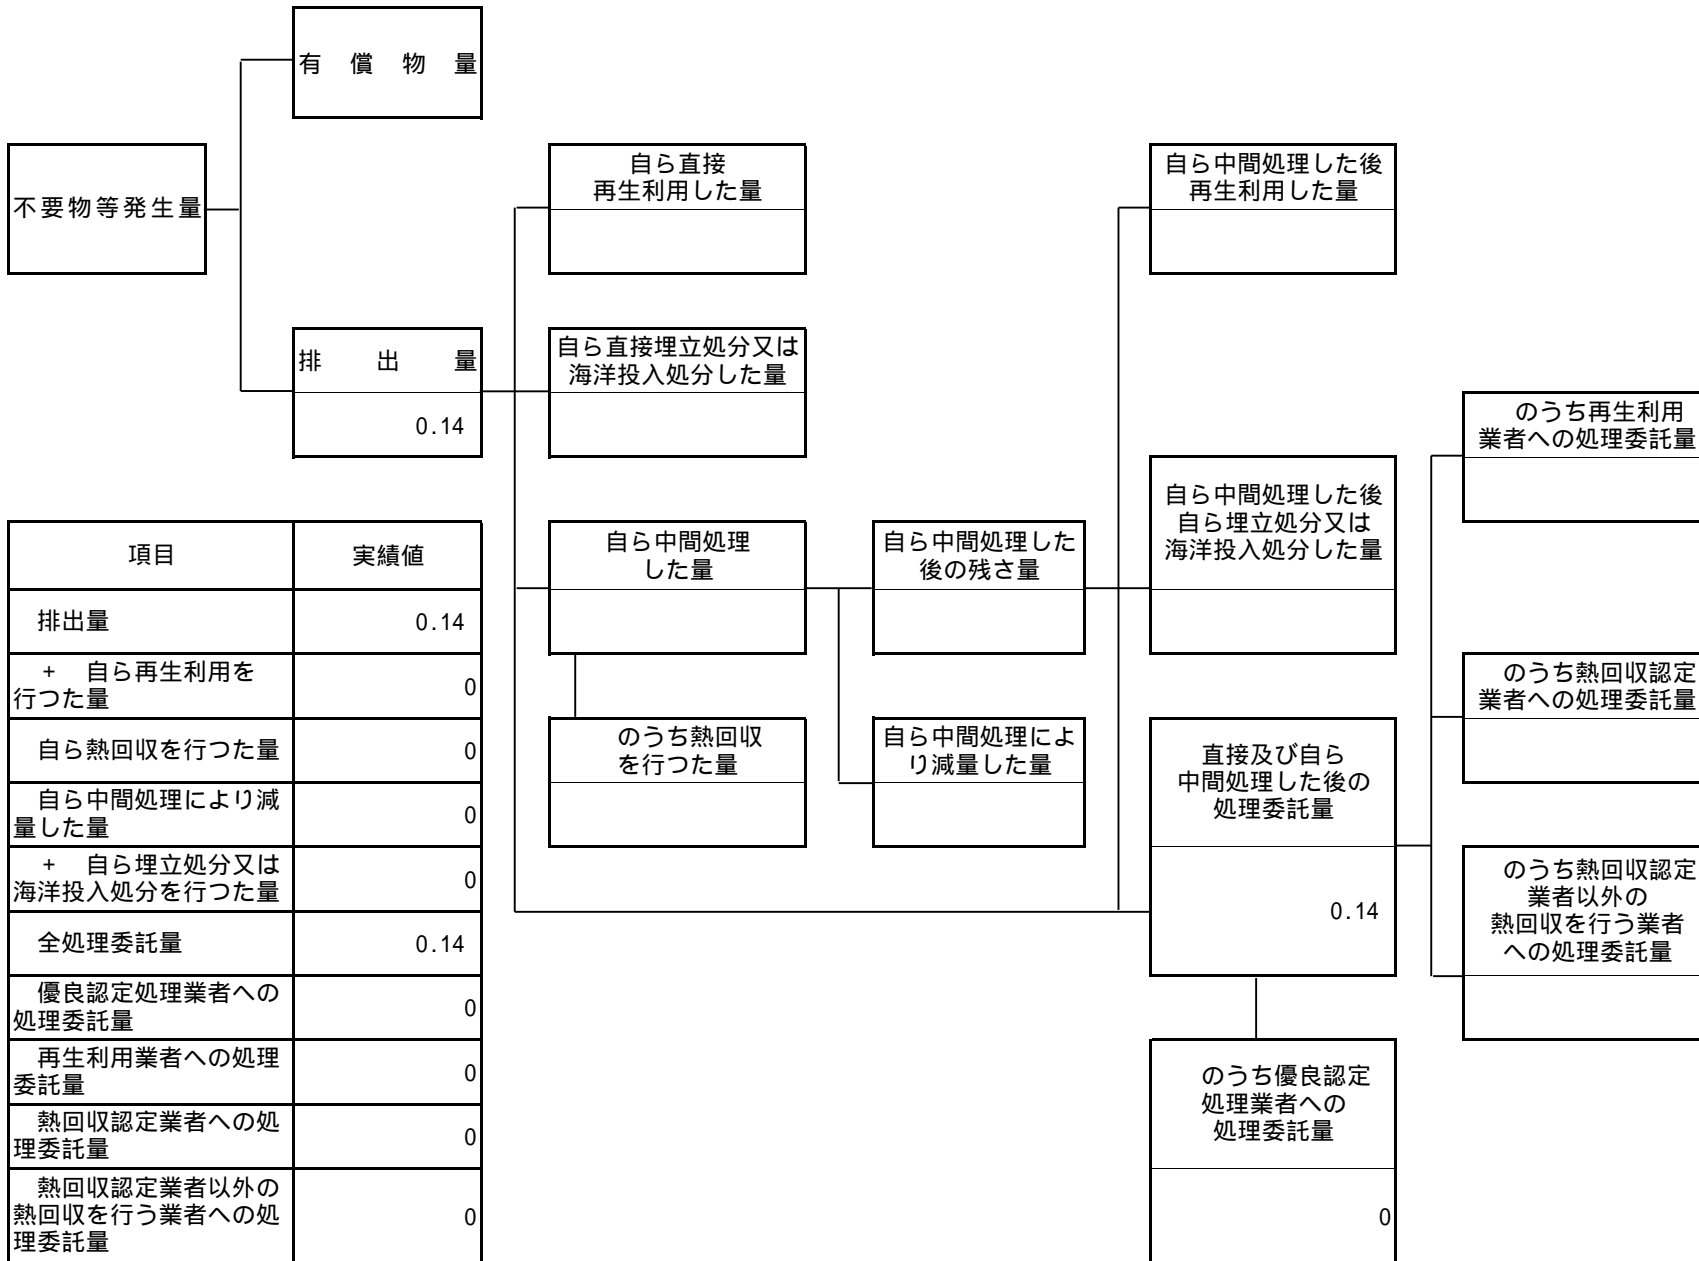 有償物量
不要物等発生量
自ら直接
再生利用した量
自ら中間処理した後
再生利用した量
排出量
0.14
自ら直接埋立処分又は
海洋投入処分した量
のうち再生利用
業者への処理委託量
自ら中間処理
した量
自ら中間処理した
後の残さ量
自ら中間処理した後
自ら埋立処分又は
海洋投入処分した量
のうち熱回収認定
業者への処理委託量
のうち熱回収
を行つた量
自ら中間処理によ
り減量した量
直接及び自ら
中間処理した後の
処理委託量
0.14
のうち熱回収認定
業者以外の
熱回収を行う業者
への処理委託量
のうち優良認定
処理業者への
処理委託量
0
項目 実績値
排出量 0.14
+ 自ら再生利用を
行つた量 0
自ら熱回収を行つた量 0
自ら中間処理により減
量した量 0
+ 自ら埋立処分又は
海洋投入処分を行つた量 0
全処理委託量 0.14
優良認定処理業者への
処理委託量 0
再生利用業者への処理
委託量 0
熱回収認定業者への処
理委託量 0
熱回収認定業者以外の
熱回収を行う業者への処
理委託量 0